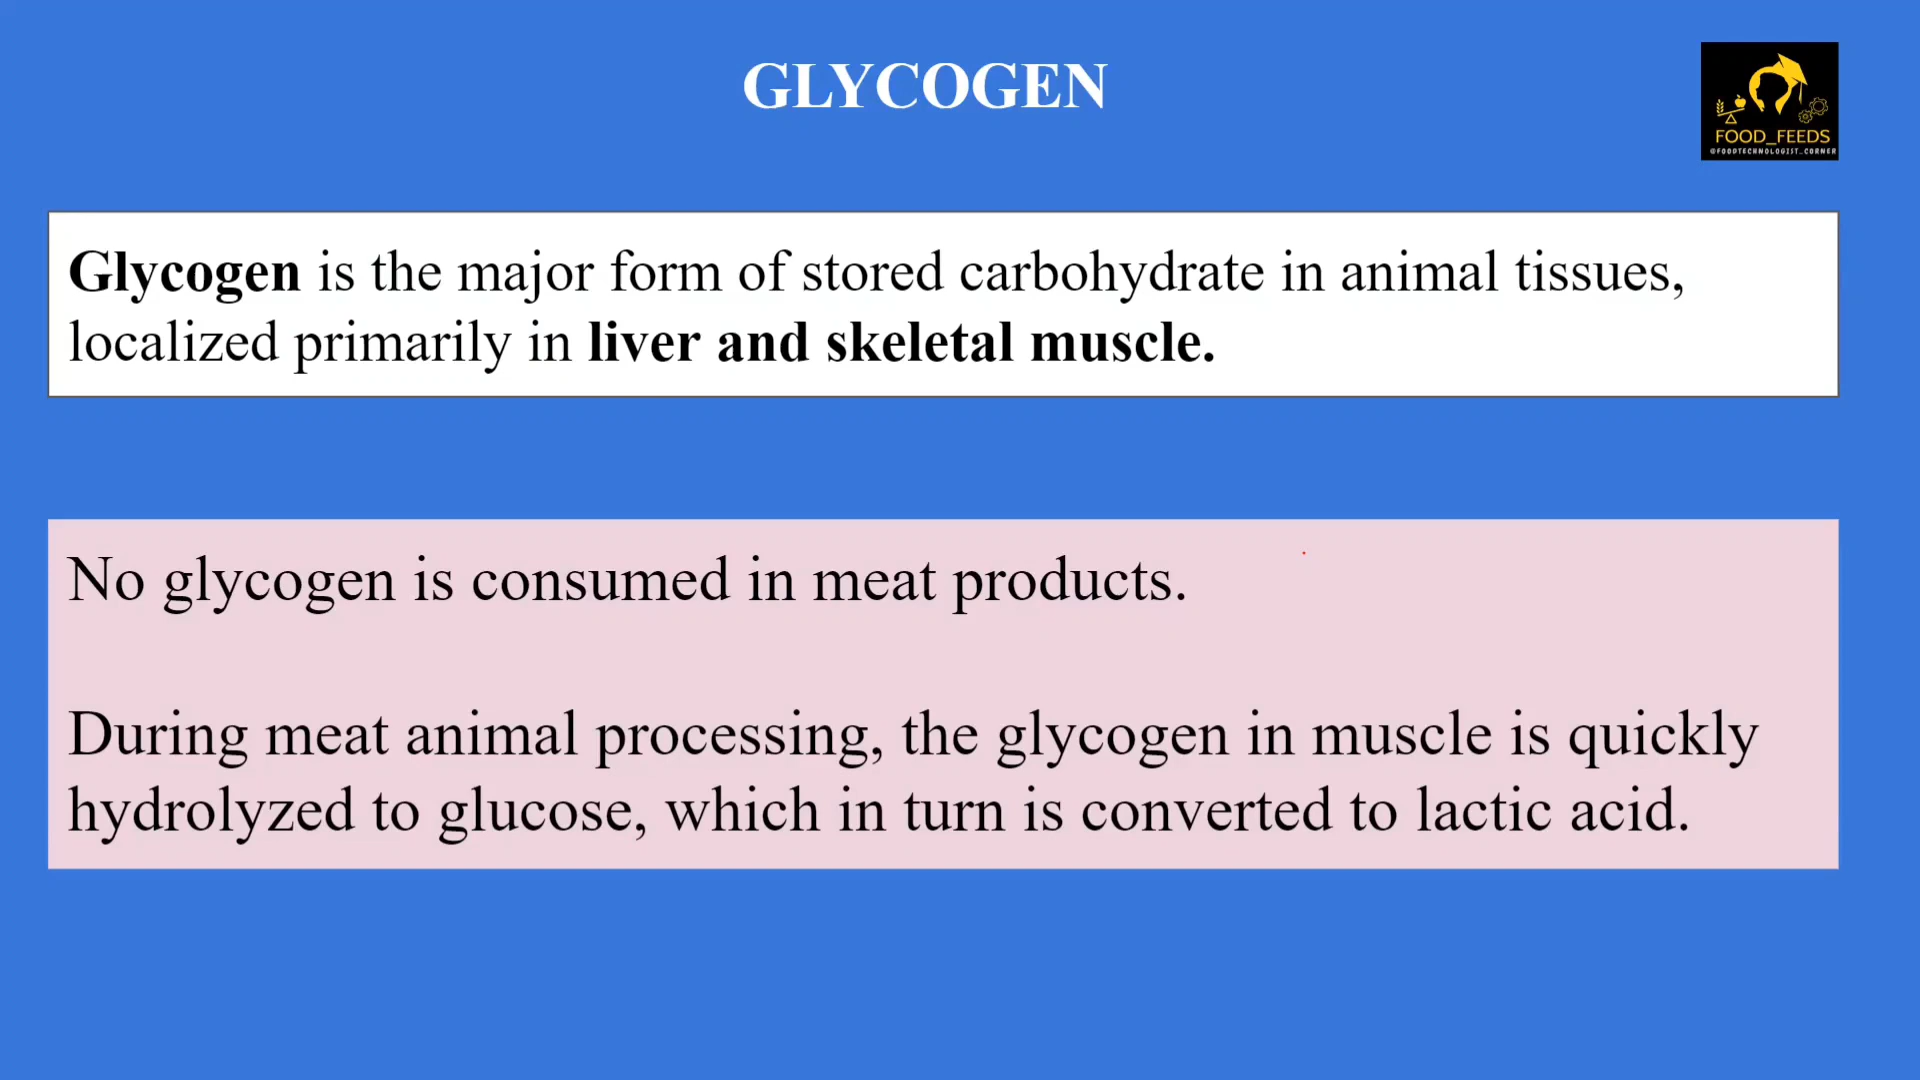 GLYCOGEN
FOOD_FEEDS
@FOODTECHNOLOGIST_CORNER
Glycogen is the major form of stored carbohydrate in animal tissues,
localized primarily in liver and skeletal muscle.
No glycogen is consumed in meat products.
During meat animal processing, the glycogen in muscle is quickly
hydrolyzed to glucose, which in turn is converted to lactic acid.